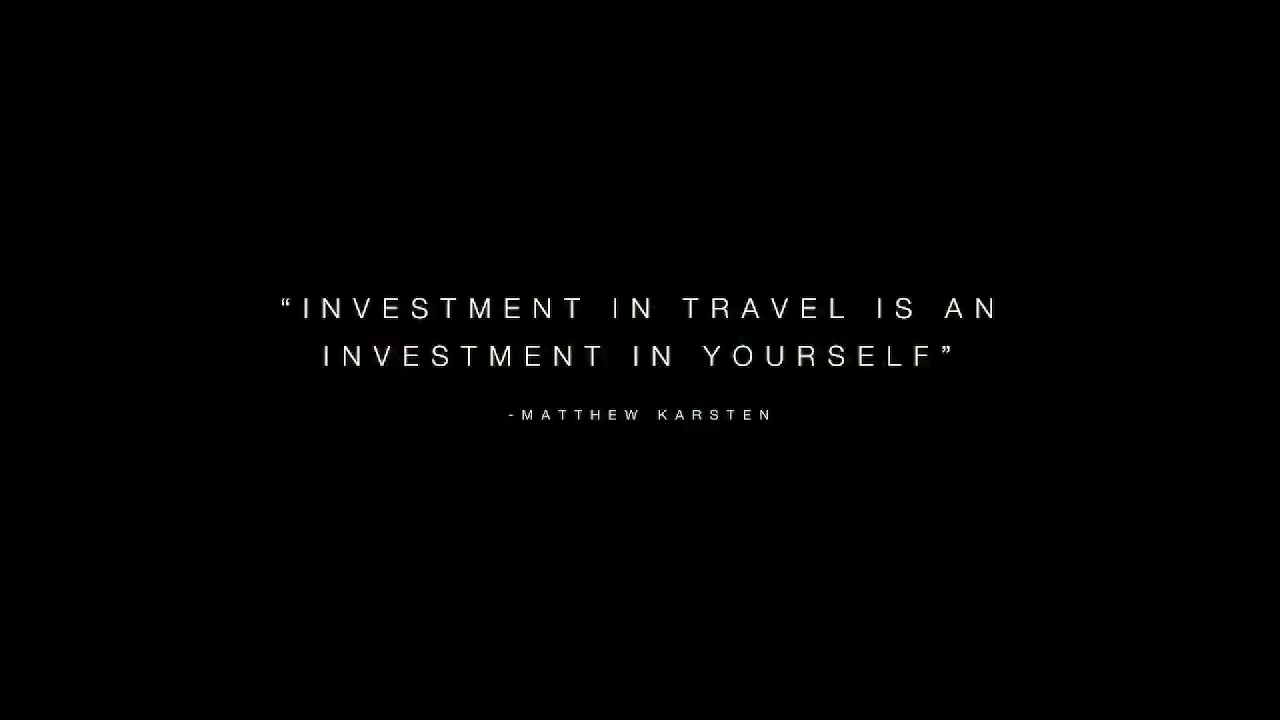 “INVESTMENT IN TRAVEL IS AN
INVESTMENT IN YOURSELF”
-MATTHEW KARSTEN